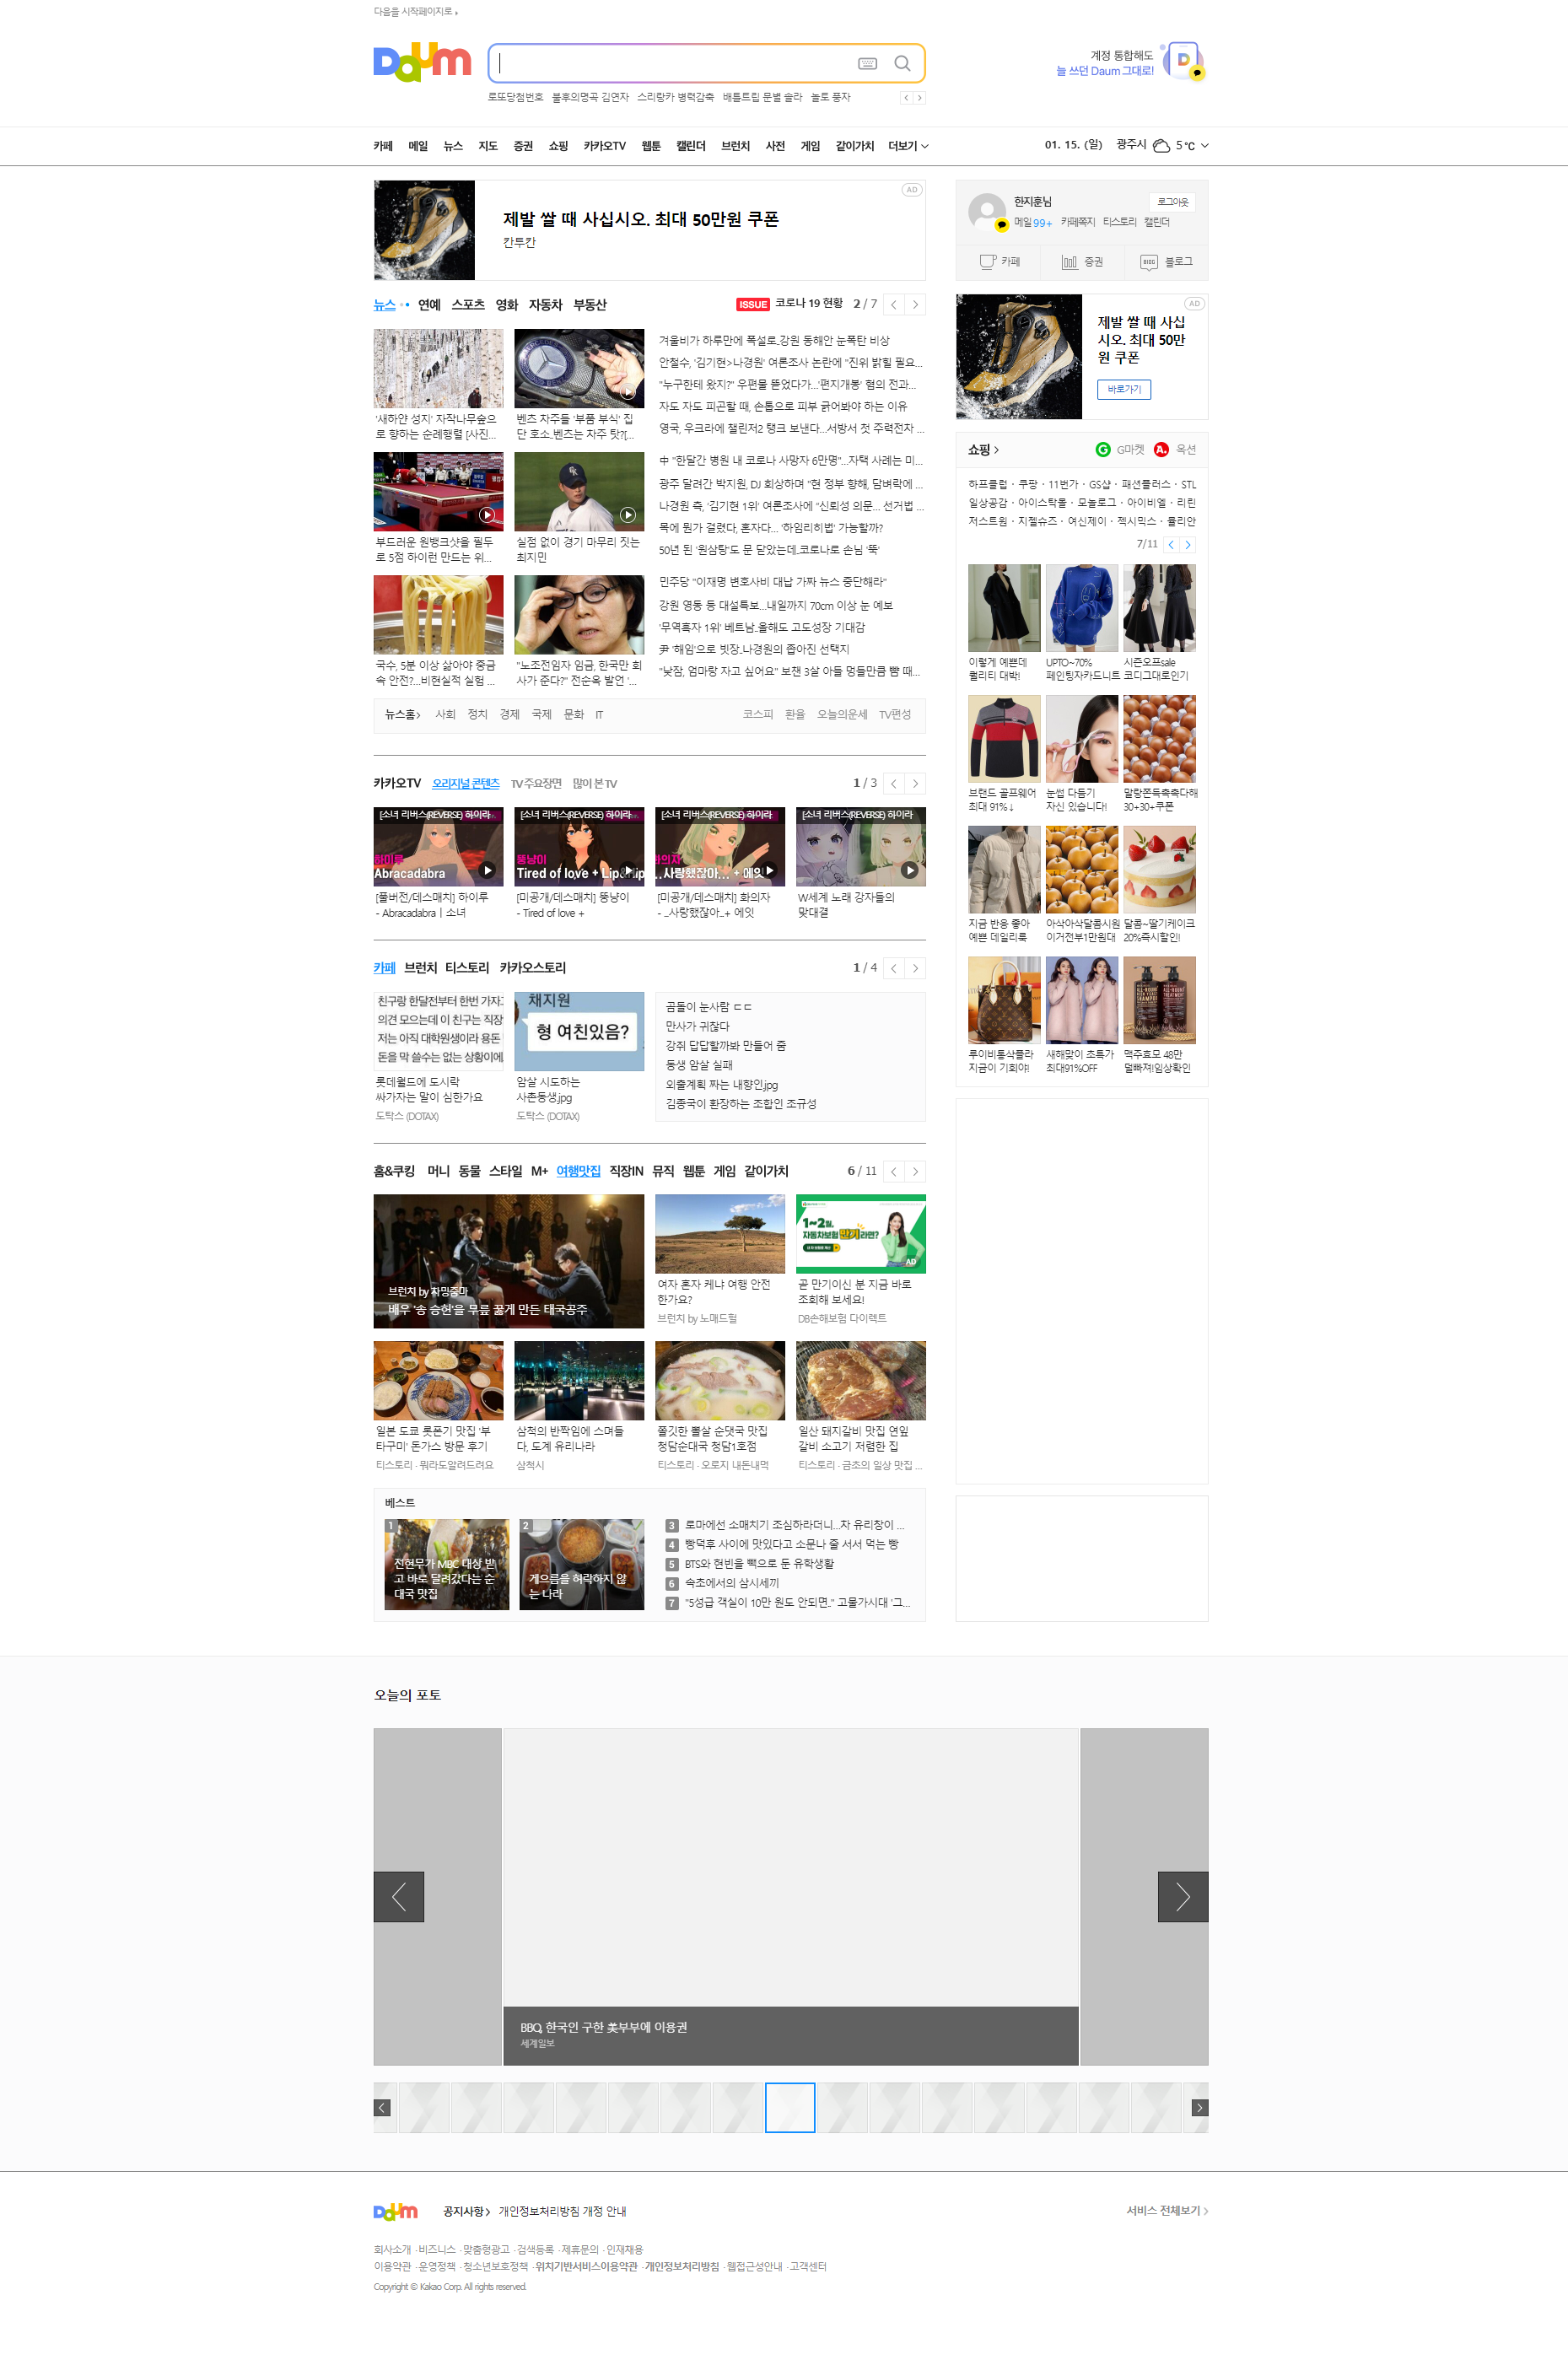 다음을 시작페이지로
Daum
계정 통합해도
늘 쓰던 Daum 그대로!
로또당첨번호 불후의명곡 김연자 스리랑카 병력감축 배틀트립 문별 솔라 놀토 풍자
카페 메일 뉴스 지도 증권 쇼핑 카카오TV 웹툰 캘린더 브런치 사전 게임 같이가치 더보기
01. 15. (일) 광주시 5℃
AD
제발 쌀 때 사십시오. 최대 50만원 쿠폰
칸투칸
한지훈님
로그아웃
메일 99+ 카페쪽지 티스토리 캘린더
카페 증권 블로그
뉴스 연예 스포츠 영화 자동차 부동산
ISSUE 코로나 19 현황 2 / 7
'새하얀 성지' 자작나무숲으
로 향하는 순례행렬 [사진...
벤츠 차주들 '부품 부식' 집
단 호소..벤츠는 차주 탓?[...
부드러운 원뱅크샷을 필두
로 5점 하이런 만드는 위...
실점 없이 경기 마무리 짓는
최지민
국수, 5분 이상 삶아야 중금
속 안전?...비현실적 실험 ...
"노조전임자 임금, 한국만 회
사가 준다?" 전순옥 발언 '...
겨울비가 하루만에 폭설로..강원 동해안 눈폭탄 비상
안철수, '김기현>나경원' 여론조사 논란에 "진위 밝힐 필요...
"누구한테 왔지?" 우편물 뜯었다가...'편지개봉' 혐의 전과...
자도 자도 피곤할 때, 손톱으로 피부 긁어봐야 하는 이유
영국, 우크라에 챌린저2 탱크 보낸다...서방서 첫 주력전차 ...
中 "한달간 병원 내 코로나 사망자 6만명"...자택 사례는 미...
광주 달려간 박지원, DJ 회상하며 "현 정부 향해, 담벼락에 ...
나경원 측, '김기현 1위' 여론조사에 "신뢰성 의문... 선거법 ...
목에 뭔가 걸렸다, 혼자다... '하임리히법' 가능할까?
50년 된 '원삼탕'도 문 닫았는데..코로나로 손님 '뚝'
민주당 "이재명 변호사비 대납 가짜 뉴스 중단해라"
강원 영동 등 대설특보...내일까지 70cm 이상 눈 예보
'무역흑자 1위' 베트남..올해도 고도성장 기대감
尹 '해임'으로 빗장..나경원의 좁아진 선택지
"낮잠, 엄마랑 자고 싶어요" 보챈 3살 아들 멍들만큼 뺨 때...
뉴스홈 사회 정치 경제 국제 문화 IT
코스피 환율 오늘의운세 TV편성
AD
제발 쌀 때 사십
시오. 최대 50만
원 쿠폰
바로가기
쇼핑 G마켓 옥션
하프클럽 · 쿠팡 · 11번가 · GS샵 · 패션플러스 · STL
일상공감 · 아이스탁몰 · 모놀로그 · 아이비엘 · 리린
저스트원 · 지젤슈즈 · 여신제이 · 젝시믹스 · 률리안
7/11
이렇게 예쁜데
퀄리티 대박!
UPTO~70%
페인팅자카드니트
시즌오프sale
코디그대로인기
브랜드 골프웨어
최대 91%↓
눈썹 다듬기
자신 있습니다!
말랑쫀득축축다해
30+30+쿠폰
지금 반응 좋아
예쁜 데일리룩
아삭아삭달콤시원
이거전부1만원대
달콤~딸기케이크
20%즉시할인!
루이비통삭쓸라
지금이 기회야!
새해맞이 초특가
최대91%OFF
맥주효모 48만
덜빠져!임상확인
카카오TV 오리지널 콘텐츠 TV 주요장면 많이 본 TV
1 / 3
[소녀 리버스(REVERSE) 하이라
하이루
Abracadabra
[소녀 리버스(REVERSE) 하이라
뚱냥이
Tired of love + Lip&Hip
[소녀 리버스(REVERSE) 하이라
화의자
...사랑했잖아... + 에잇
[소녀 리버스(REVERSE) 하이라
[풀버전/데스매치] 하이루
- Abracadabra | 소녀
[미공개/데스매치] 뚱냥이
- Tired of love +
[미공개/데스매치] 화의자
- ...사랑했잖아...+ 에잇
W세계 노래 강자들의
맞대결
카페 브런치 티스토리 카카오스토리
1 / 4
친구랑 한달전부터 한번 가자고
의견 모으는데 이 친구는 직장
저는 아직 대학원생이라 용돈
돈을 막 쓸수는 없는 상황이에
롯데월드에 도시락
싸가자는 말이 심한가요
도탁스 (DOTAX)
채지원
형 여친있음?
암살 시도하는
사촌동생.jpg
도탁스 (DOTAX)
곰돌이 눈사람 ㄷㄷ
만사가 귀찮다
강쥐 답답할까봐 만들어 줌
동생 암살 실패
외출계획 짜는 내향인.jpg
김종국이 환장하는 조합인 조규성
홈&쿠킹 머니 동물 스타일 M+ 여행맛집 직장IN 뮤직 웹툰 게임 같이가치
6 / 11
브런치 by 차밍줌마
배우 '송 승헌'을 무릎 꿇게 만든 태국공주
여자 혼자 케냐 여행 안전
한가요?
브런치 by 노매드헐
1~2월,
자동차보험 만기라면?
AD
곧 만기이신 분 지금 바로
조회해 보세요!
DB손해보험 다이렉트
일본 도쿄 롯폰기 맛집 '부
타구미' 돈가스 방문 후기
티스토리 · 뭐라도알려드려요
삼척의 반짝임에 스며들
다, 도계 유리나라
삼척시
쫄깃한 뽈살 순댓국 맛집
청담순대국 청담1호점
티스토리 · 오로지 내돈내먹
일산 돼지갈비 맛집 연잎
갈비 소고기 저렴한 집
티스토리 · 금조의 일상 맛집 ...
베스트
1
전현무가 MBC 대상 받
고 바로 달려갔다는 순
대국 맛집
2
게으름을 허락하지 않
는 나라
3 로마에선 소매치기 조심하라더니...차 유리창이 ...
4 빵덕후 사이에 맛있다고 소문나 줄 서서 먹는 빵
5 BTS와 현빈을 빽으로 둔 유학생활
6 속초에서의 삼시세끼
7 "5성급 객실이 10만 원도 안되면.." 고물가시대 '그...
오늘의 포토
BBQ, 한국인 구한 美부부에 이용권
세계일보
Daum 공지사항 개인정보처리방침 개정 안내
서비스 전체보기
회사소개 · 비즈니스 · 맞춤형광고 · 검색등록 · 제휴문의 · 인재채용
이용약관 · 운영정책 · 청소년보호정책 · 위치기반서비스이용약관 · 개인정보처리방침 · 웹접근성안내 · 고객센터
Copyright © Kakao Corp. All rights reserved.